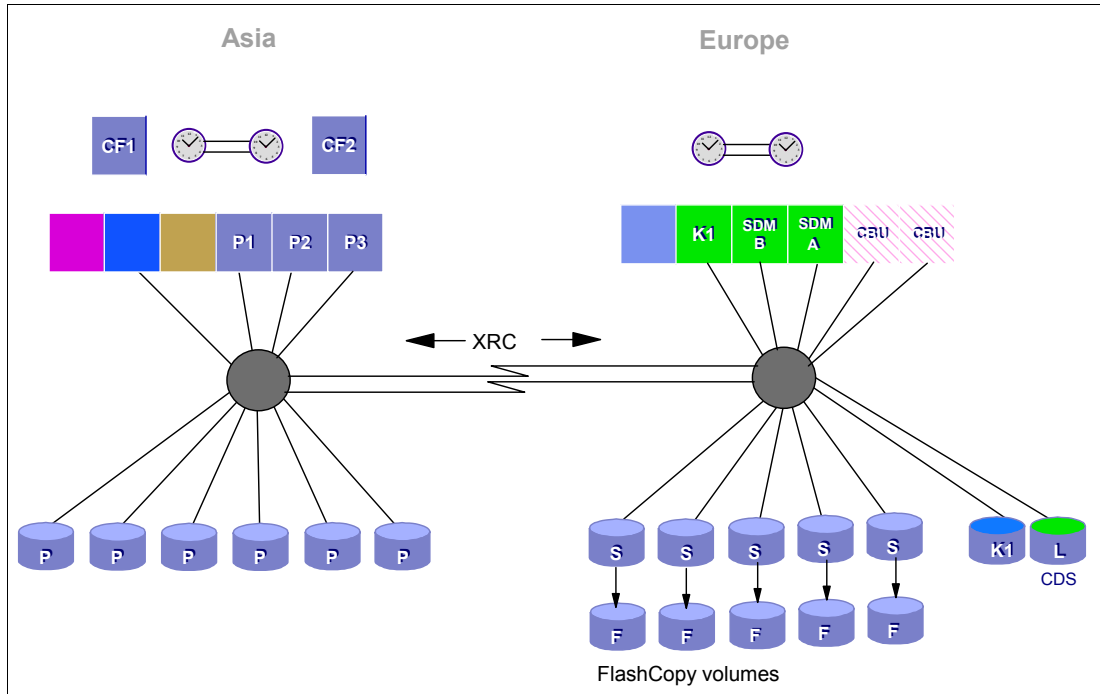 Asia
Europe
CF1
CF2
P1
P2
P3
K1
SDM
B
SDM
A
CBU
CBU
XRC
P
P
P
P
P
P
S
S
S
S
S
K1
L
CDS
F
F
F
F
F
FlashCopy volumes